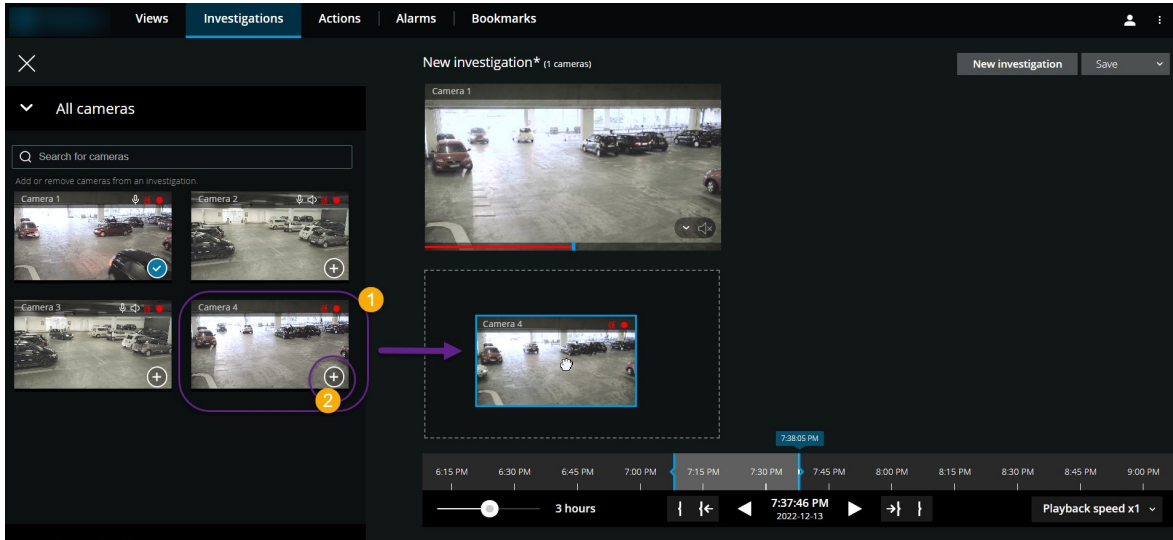 Views Investigations Actions Alarms Bookmarks
New investigation* (1 cameras)
New investigation Save
All cameras
Search for cameras
Add or remove cameras from an investigation.
Camera 1
Camera 2
Camera 3
Camera 4
1
2
Camera 1
Camera 4
7:38:05 PM
6:15 PM 6:30 PM 6:45 PM 7:00 PM 7:15 PM 7:30 PM 7:45 PM 8:00 PM 8:15 PM 8:30 PM 8:45 PM 9:00 PM
3 hours
7:37:46 PM
2022-12-13
Playback speed x1